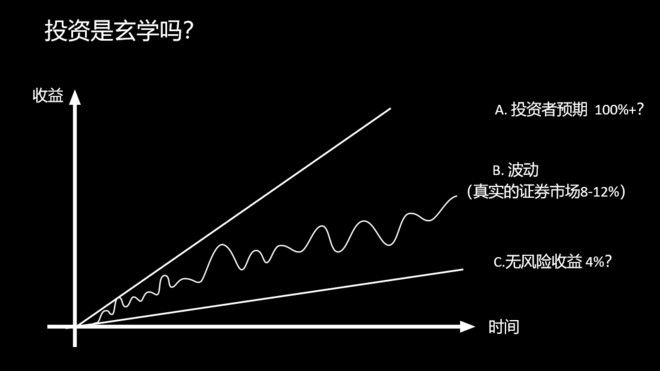 投资是玄学吗？
收益
A. 投资者预期 100%+?
B. 波动
（真实的证券市场8-12%）
C.无风险收益 4%?
时间